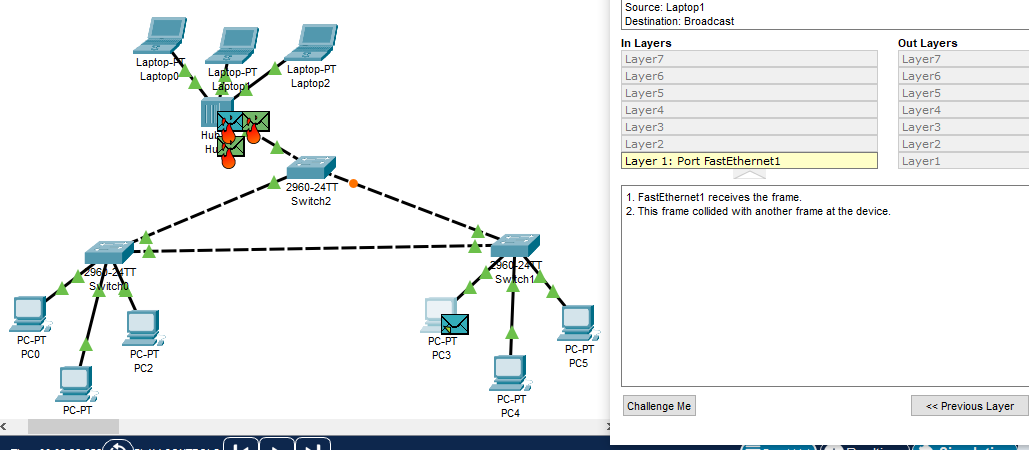 Source: Laptop1
Destination: Broadcast
In Layers
Out Layers
Layer7
Layer6
Layer5
Layer4
Layer3
Layer2
Layer 1: Port FastEthernet1
Layer7
Layer6
Layer5
Layer4
Layer3
Layer2
Layer1
1. FastEthernet1 receives the frame.
2. This frame collided with another frame at the device.
Challenge Me
<< Previous Layer
Laptop-PT
Laptop0
Laptop-PT
Laptop1
Laptop-PT
Laptop2
Hub
Hu
2960-24TT
Switch2
2960-24TT
Switch0
2960-24TT
Switch1
PC-PT
PC0
PC-PT
PC2
PC-PT
PC-PT
PC3
PC-PT
PC4
PC-PT
PC5